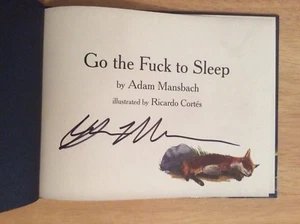 Go the Fuck to Sleep
by Adam Mansbach
illustrated by Ricardo Cortés